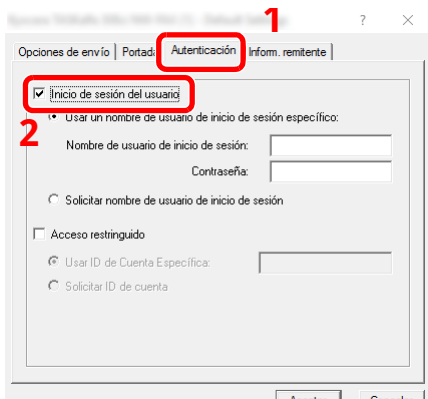 1
?
Opciones de envío
Autenticación
Inform. remitente
Inicio de sesión del usuario
2
Usar un nombre de usuario de inicio de sesión específico:
Nombre de usuario de inicio de sesión:
Contraseña:
Solicitar nombre de usuario de inicio de sesión
Acceso restringido
Usar ID de Cuenta Específica:
Solicitar ID de cuenta